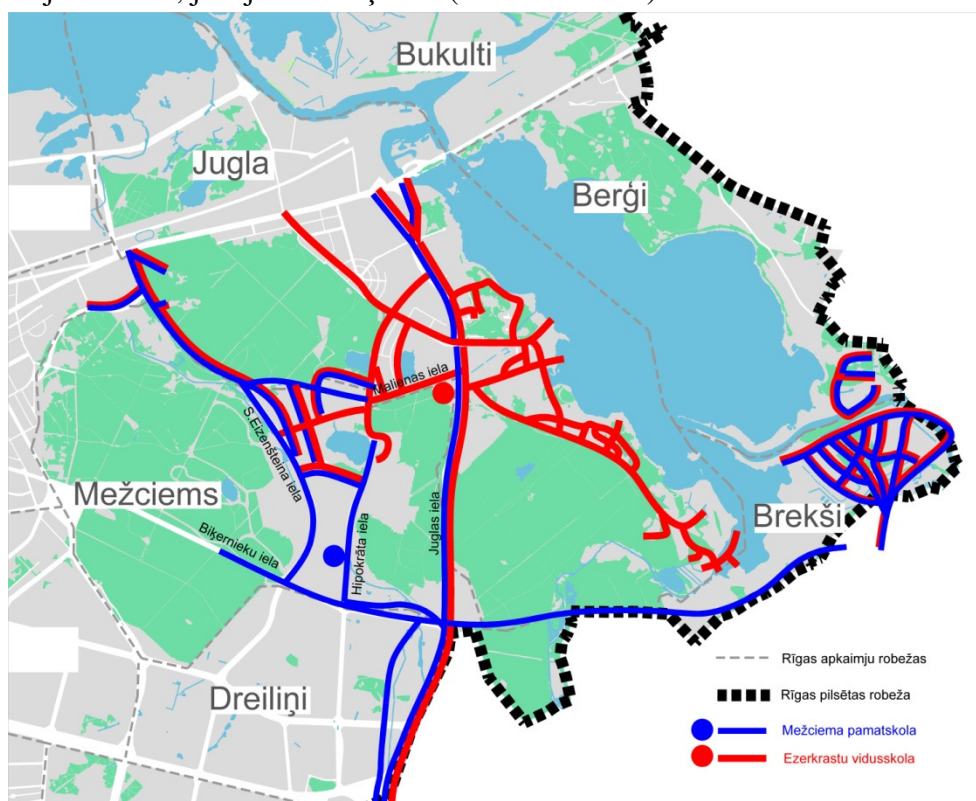 Bukulti
Jugla
Berģi
Malienas iela
S.Eizenšteina iela
Mežciems
Brekši
Juglas iela
Hipokrāta iela
Biķernieku iela
Dreiliņi
Rīgas apkaimju robežas
Rīgas pilsētas robeža
Mežciema pamatskola
Ezerkrastu vidusskola